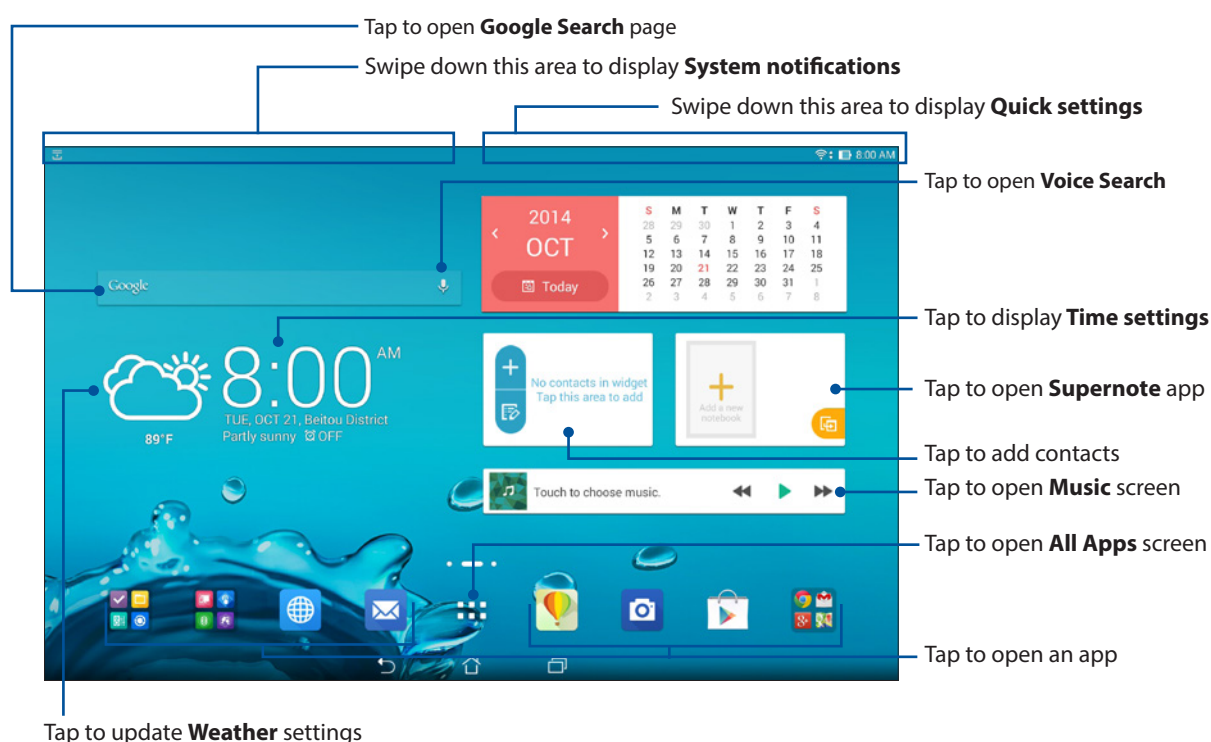 Tap to open Google Search page
Swipe down this area to display System notifications
Swipe down this area to display Quick settings
8:00 AM
Tap to open Voice Search
2014
OCT
Today
S M T W T F S
28 29 30 1 2 3 4
5 6 7 8 9 10 11
12 13 14 15 16 17 18
19 20 21 22 23 24 25
26 27 28 29 30 31 1
2 3 4 5 6 7 8
Google
Tap to display Time settings
8:00 AM
TUE, OCT 21, Beitou District
Partly sunny OFF
89°F
No contacts in widget
Tap this area to add
Add a new
notebook
Tap to open Supernote app
Tap to add contacts
Touch to choose music.
Tap to open Music screen
Tap to open All Apps screen
Tap to open an app
Tap to update Weather settings